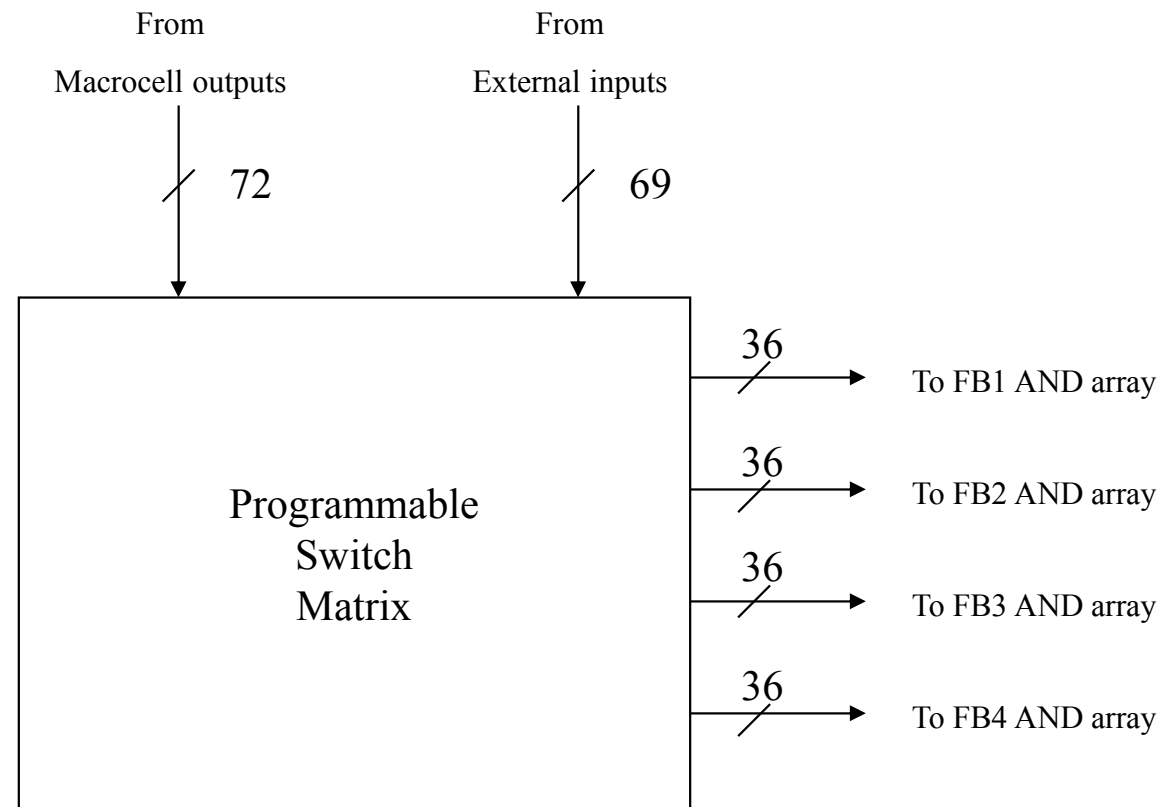 From
Macrocell outputs
From
External inputs
72
69
36
To FB1 AND array
36
To FB2 AND array
Programmable
Switch
Matrix
36
To FB3 AND array
36
To FB4 AND array